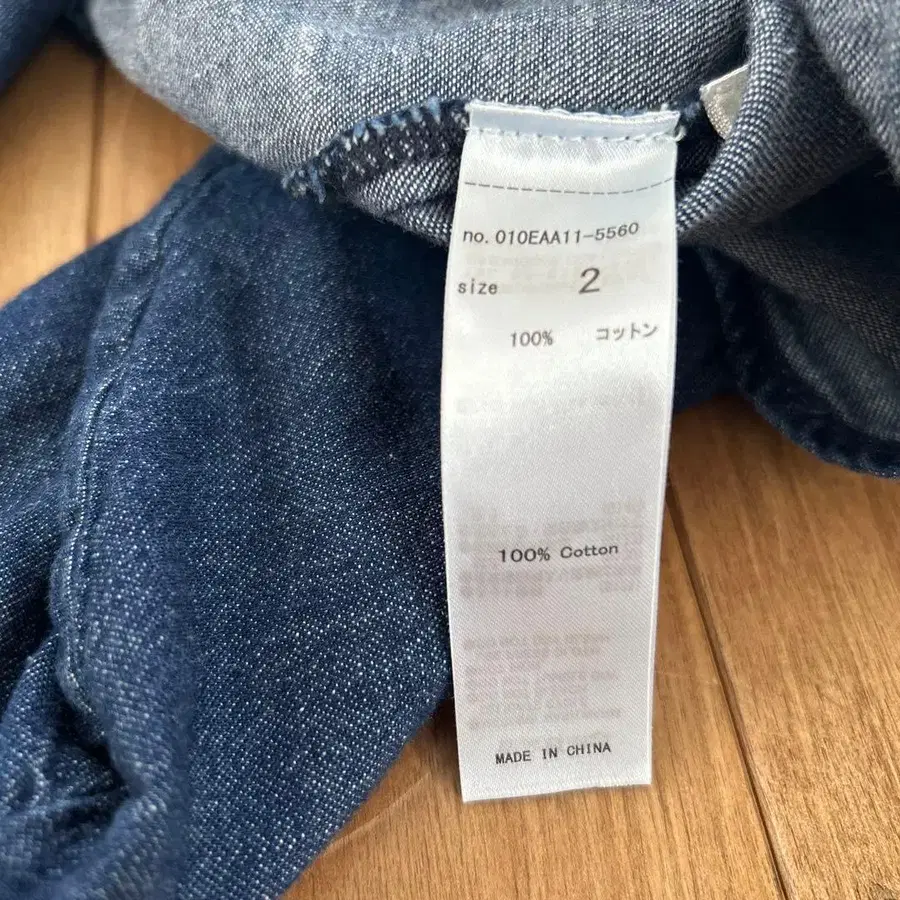 no. 010EAA11-5560
size 2
100% コットン
100% Cotton
MADE IN CHINA